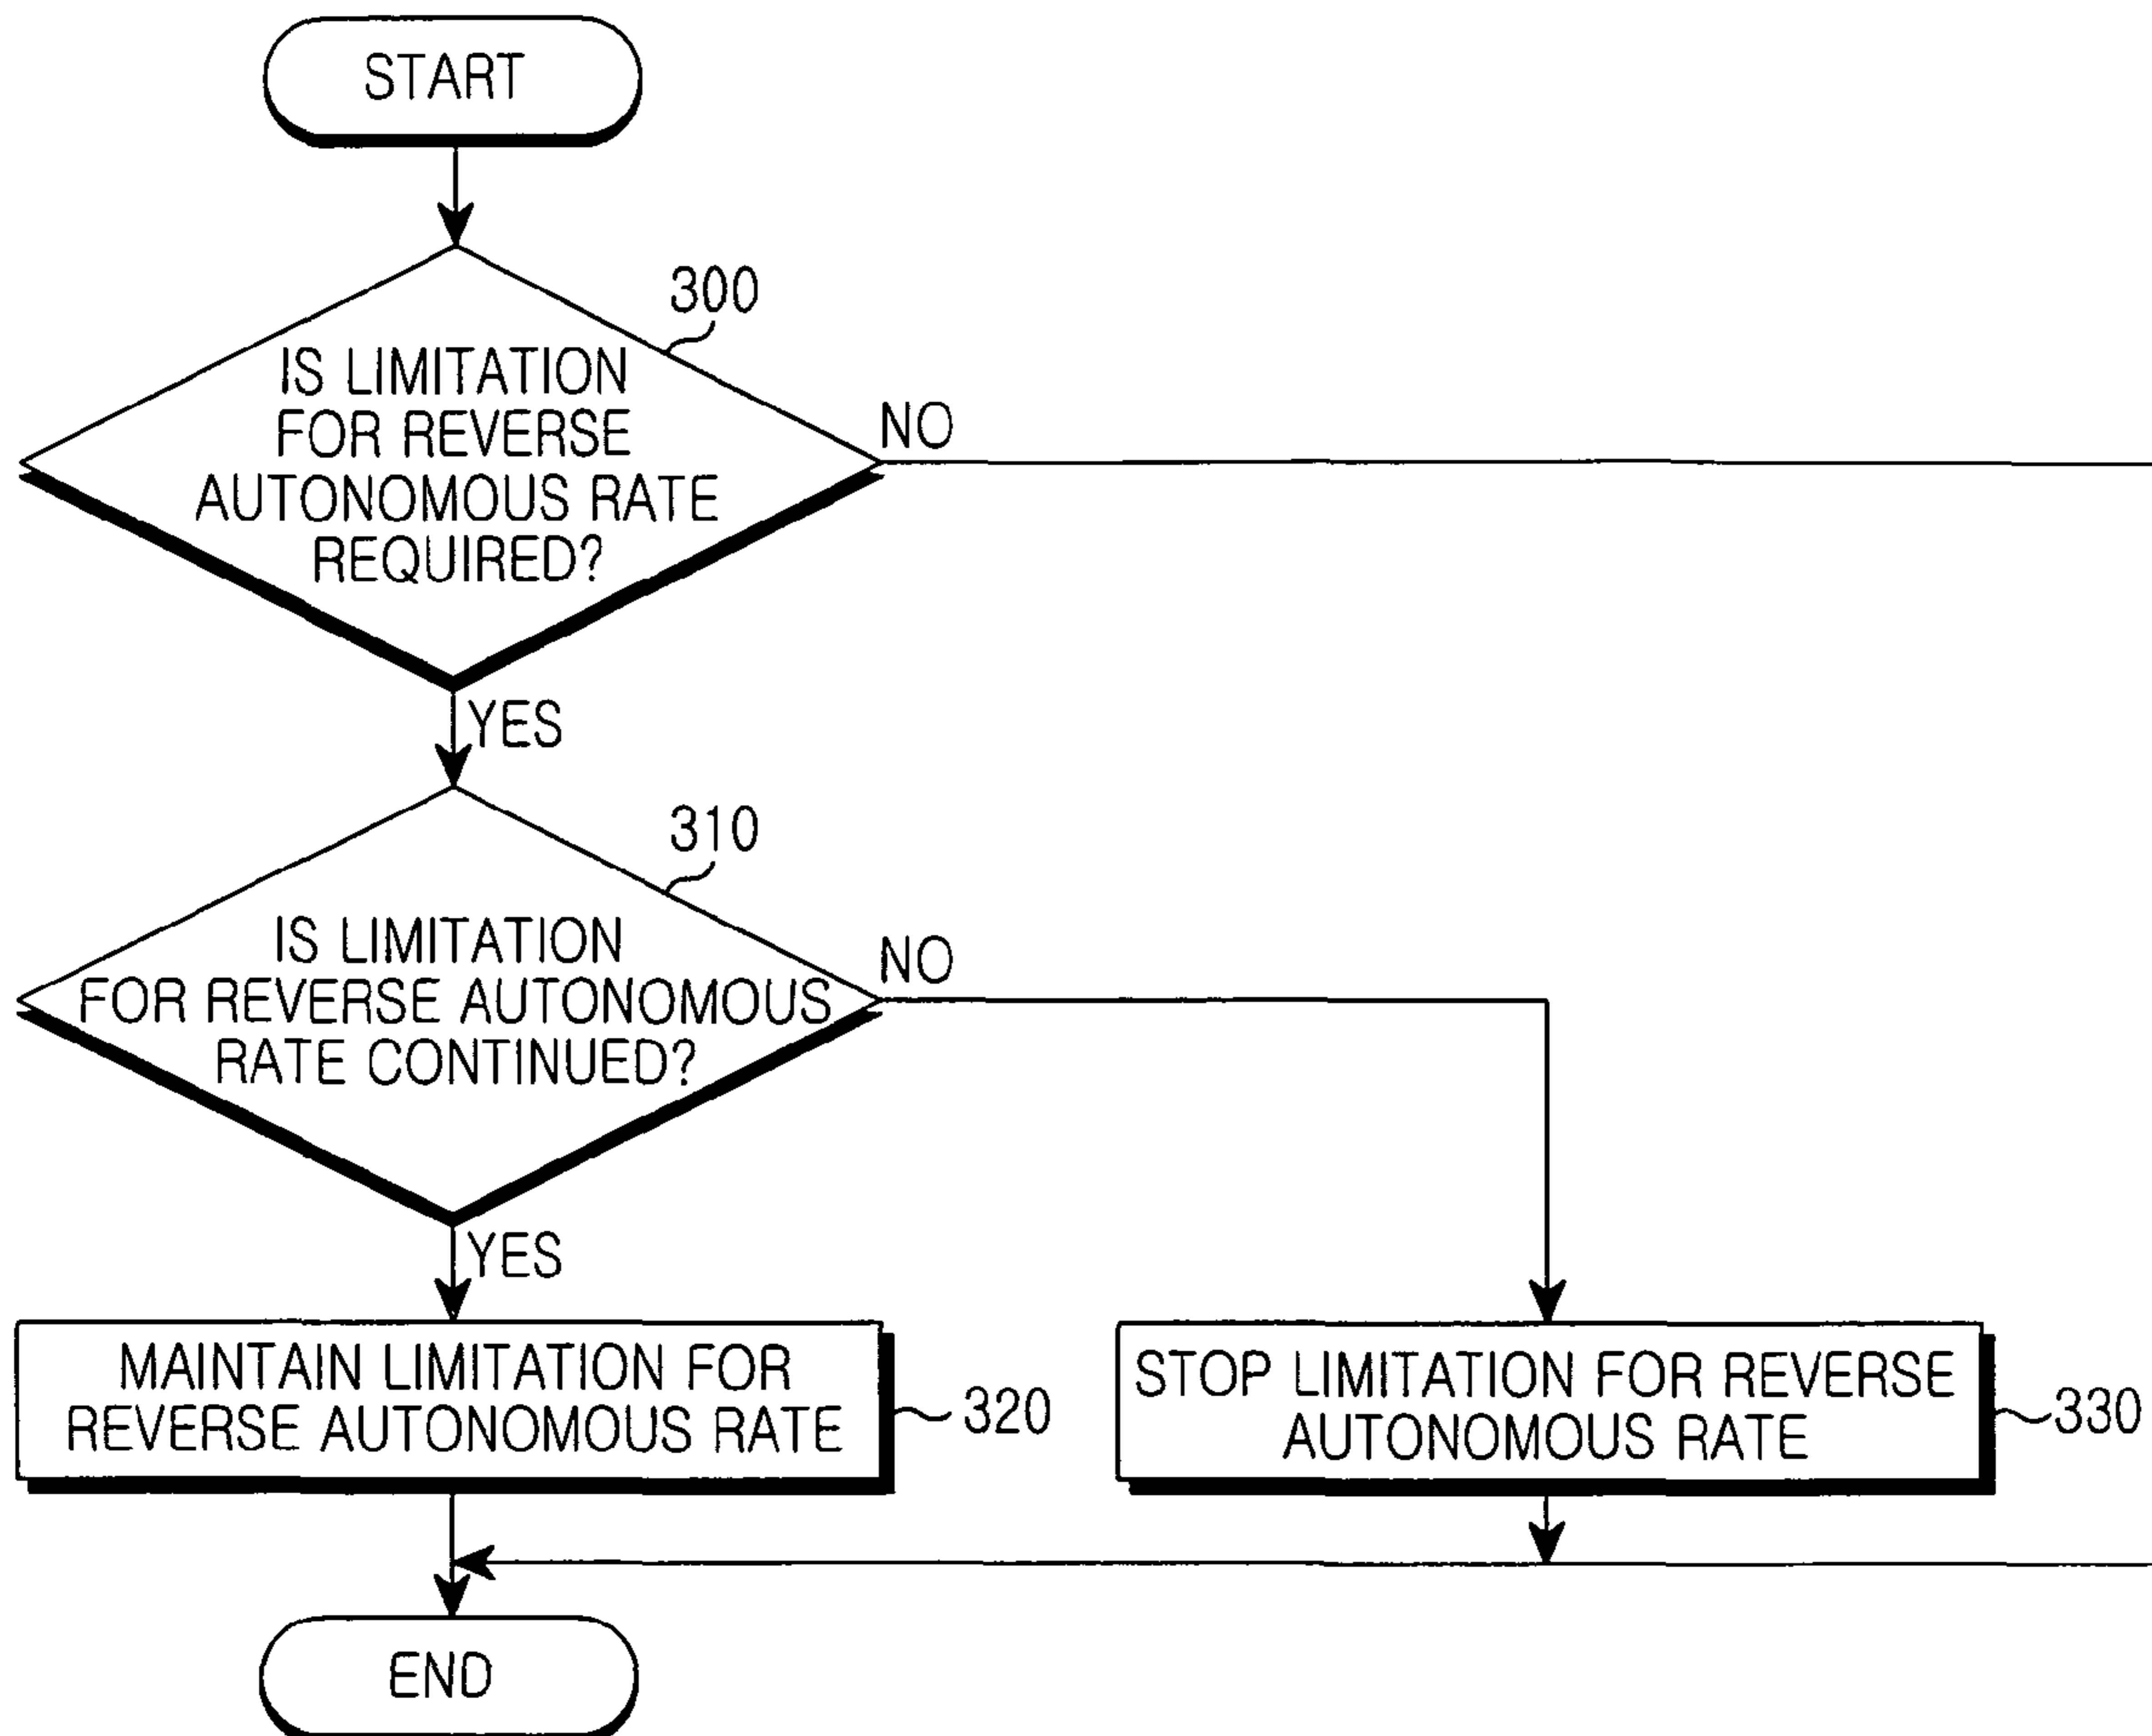 START
300
IS LIMITATION
FOR REVERSE
AUTONOMOUS RATE
REQUIRED?
NO
YES
310
IS LIMITATION
FOR REVERSE AUTONOMOUS
RATE CONTINUED?
NO
YES
MAINTAIN LIMITATION FOR
REVERSE AUTONOMOUS RATE
320
STOP LIMITATION FOR REVERSE
AUTONOMOUS RATE
330
END